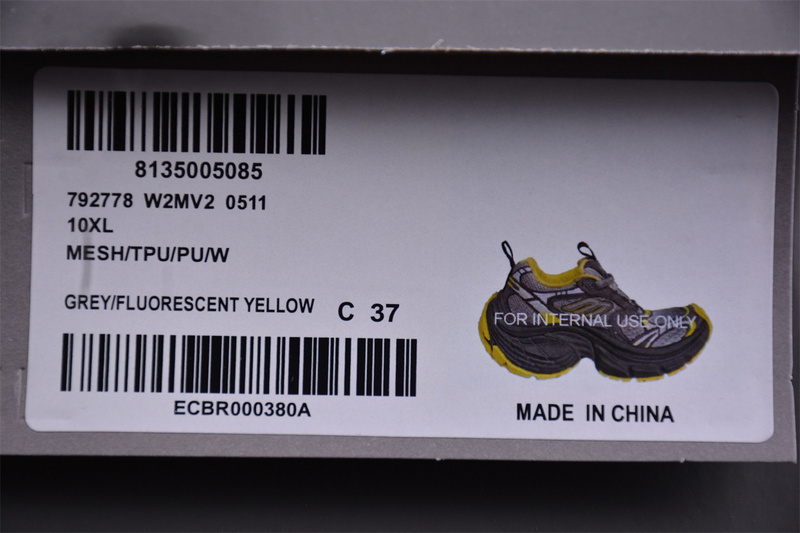 8135005085
792778 W2MV2 0511
10XL
MESH/TPU/PU/W
GREY/FLUORESCENT YELLOW C 37
FOR INTERNAL USE ONLY
ECBR000380A
MADE IN CHINA